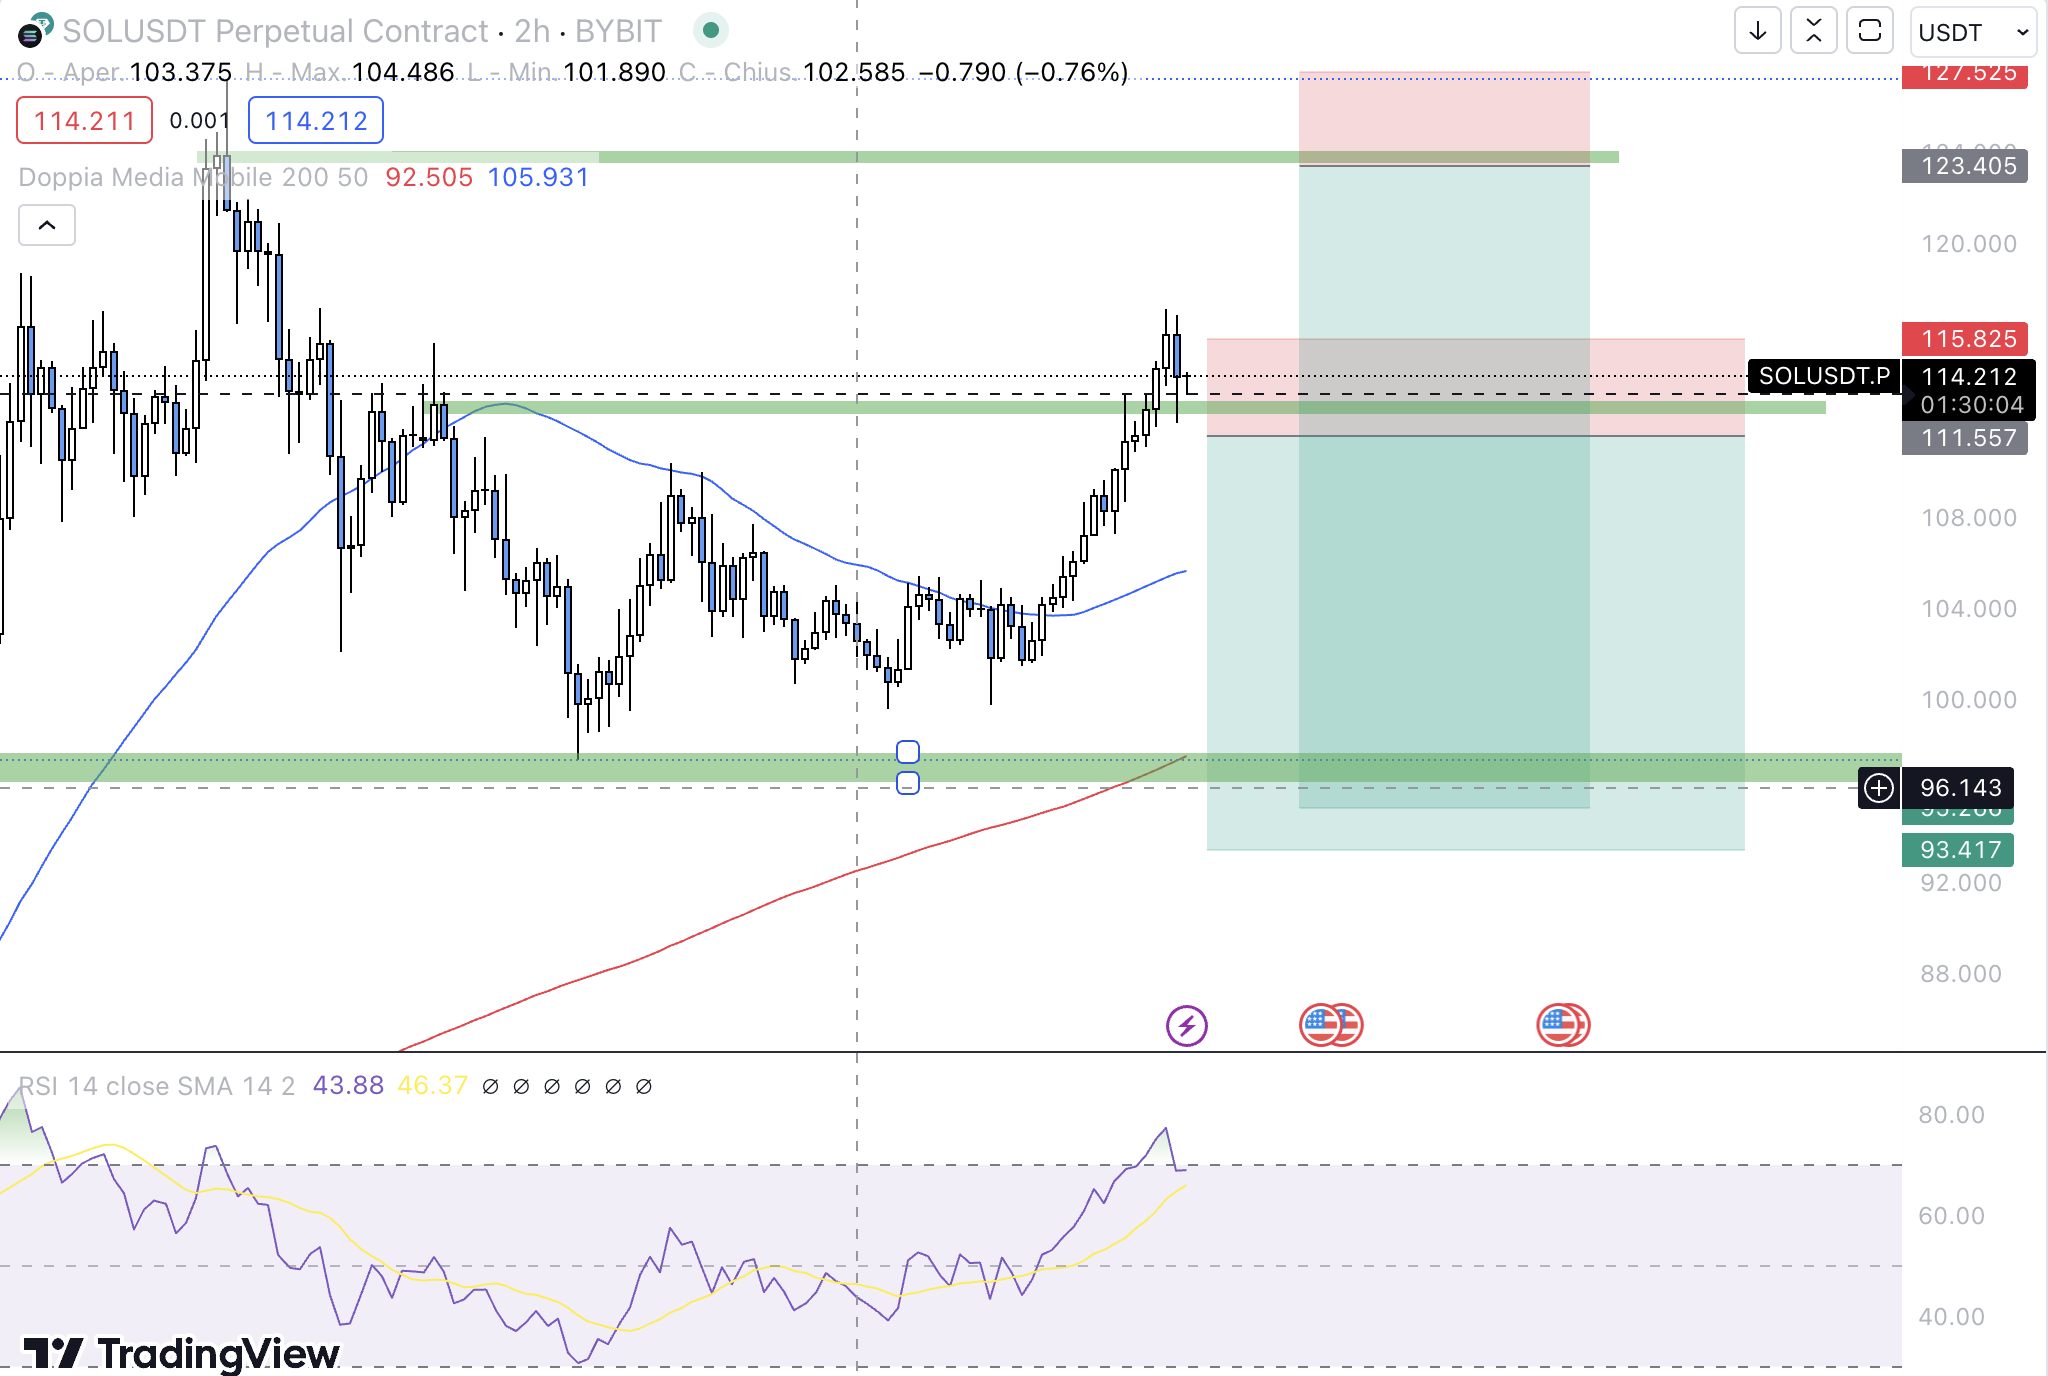 SOLUSDT Perpetual Contract · 2h · BYBIT
USDT
O - Aper. 103.375 H - Max. 104.486 L - Min. 101.890 C - Chius. 102.585 −0.790 (−0.76%)
127.525
114.211 0.001 114.212
Doppia Media Mobile 200 50 92.505 105.931
123.405
120.000
115.825
SOLUSDT.P 114.212
01:30:04
111.557
108.000
104.000
100.000
96.143
93.417
92.000
88.000
RSI 14 close SMA 14 2 43.88 46.37 ∅ ∅ ∅ ∅ ∅ ∅
80.00
60.00
40.00
TradingView